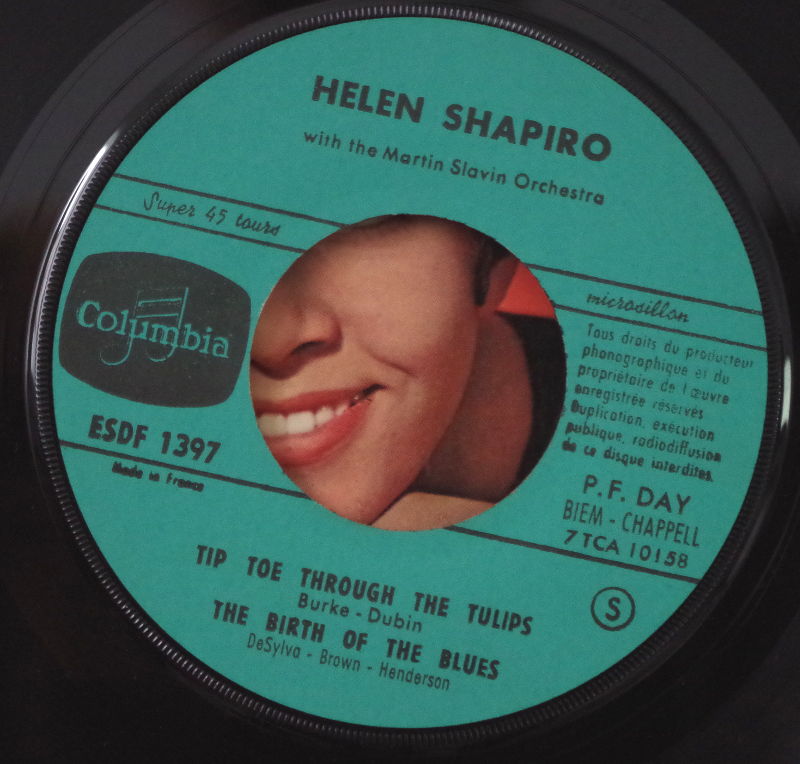 HELEN SHAPIRO
with the Martin Slavin Orchestra
Super 45 tours
microsillon
Columbia
Tous droits du producteur
phonographique et du
propriétaire de l'œuvre
enregistrée réservés
Duplication, exécution
publique, radiodiffusion
de ce disque interdites.
ESDF 1397
Made in France
P.F. DAY
BIEM - CHAPPELL
7 TCA 10158
TIP TOE THROUGH THE TULIPS
Burke - Dubin
THE BIRTH OF THE BLUES
DeSylva - Brown - Henderson
S